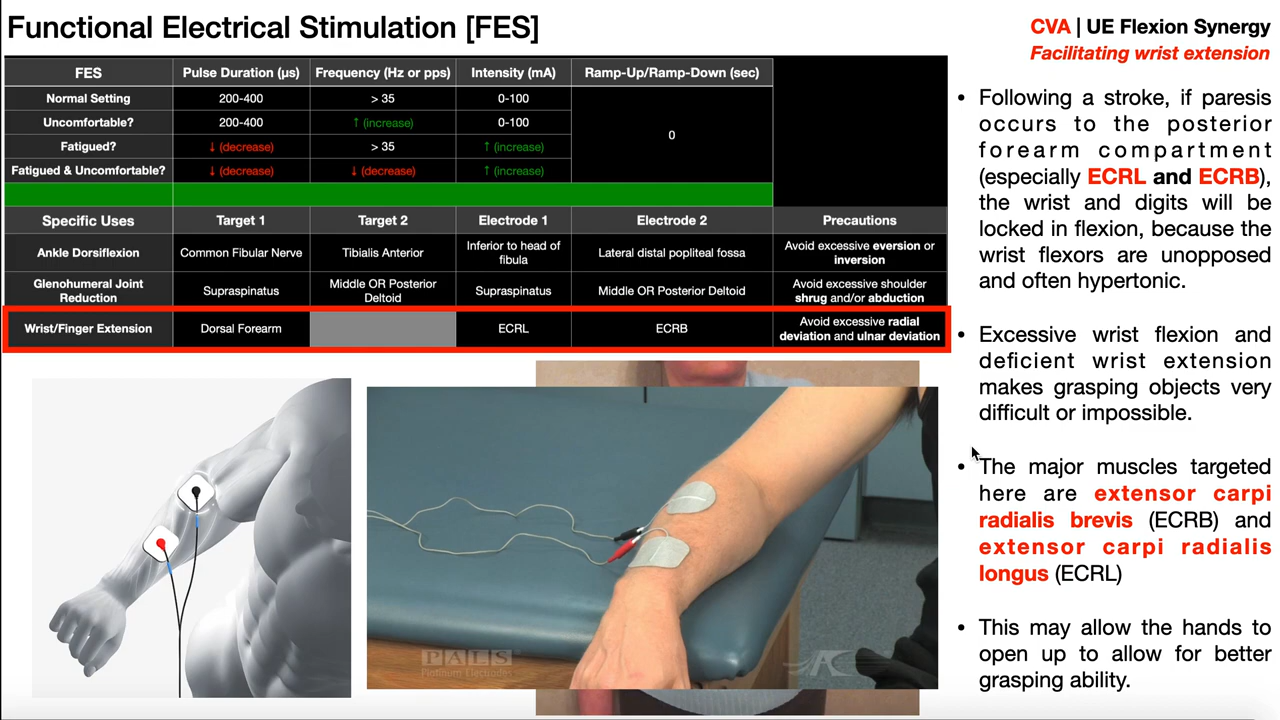 Functional Electrical Stimulation [FES]
CVA | UE Flexion Synergy
Facilitating wrist extension
FES Pulse Duration (µs) Frequency (Hz or pps) Intensity (mA) Ramp-Up/Ramp-Down (sec)
Normal Setting 200-400 > 35 0-100 0
Uncomfortable? 200-400 ↑ (increase) 0-100
Fatigued? ↓ (decrease) > 35 ↑ (increase)
Fatigued & Uncomfortable? ↓ (decrease) ↓ (decrease) ↑ (increase)
Specific Uses Target 1 Target 2 Electrode 1 Electrode 2 Precautions
Ankle Dorsiflexion Common Fibular Nerve Tibialis Anterior Inferior to head of fibula Lateral distal popliteal fossa Avoid excessive eversion or inversion
Glenohumeral Joint Reduction Supraspinatus Middle OR Posterior Deltoid Supraspinatus Middle OR Posterior Deltoid Avoid excessive shoulder shrug and/or abduction
Wrist/Finger Extension Dorsal Forearm ECRL ECRB Avoid excessive radial deviation and ulnar deviation
• Following a stroke, if paresis
occurs to the posterior
forearm compartment
(especially ECRL and ECRB),
the wrist and digits will be
locked in flexion, because the
wrist flexors are unopposed
and often hypertonic.
• Excessive wrist flexion and
deficient wrist extension
makes grasping objects very
difficult or impossible.
• The major muscles targeted
here are extensor carpi
radialis brevis (ECRB) and
extensor carpi radialis
longus (ECRL)
• This may allow the hands to
open up to allow for better
grasping ability.
PALS
Platinum Electrodes